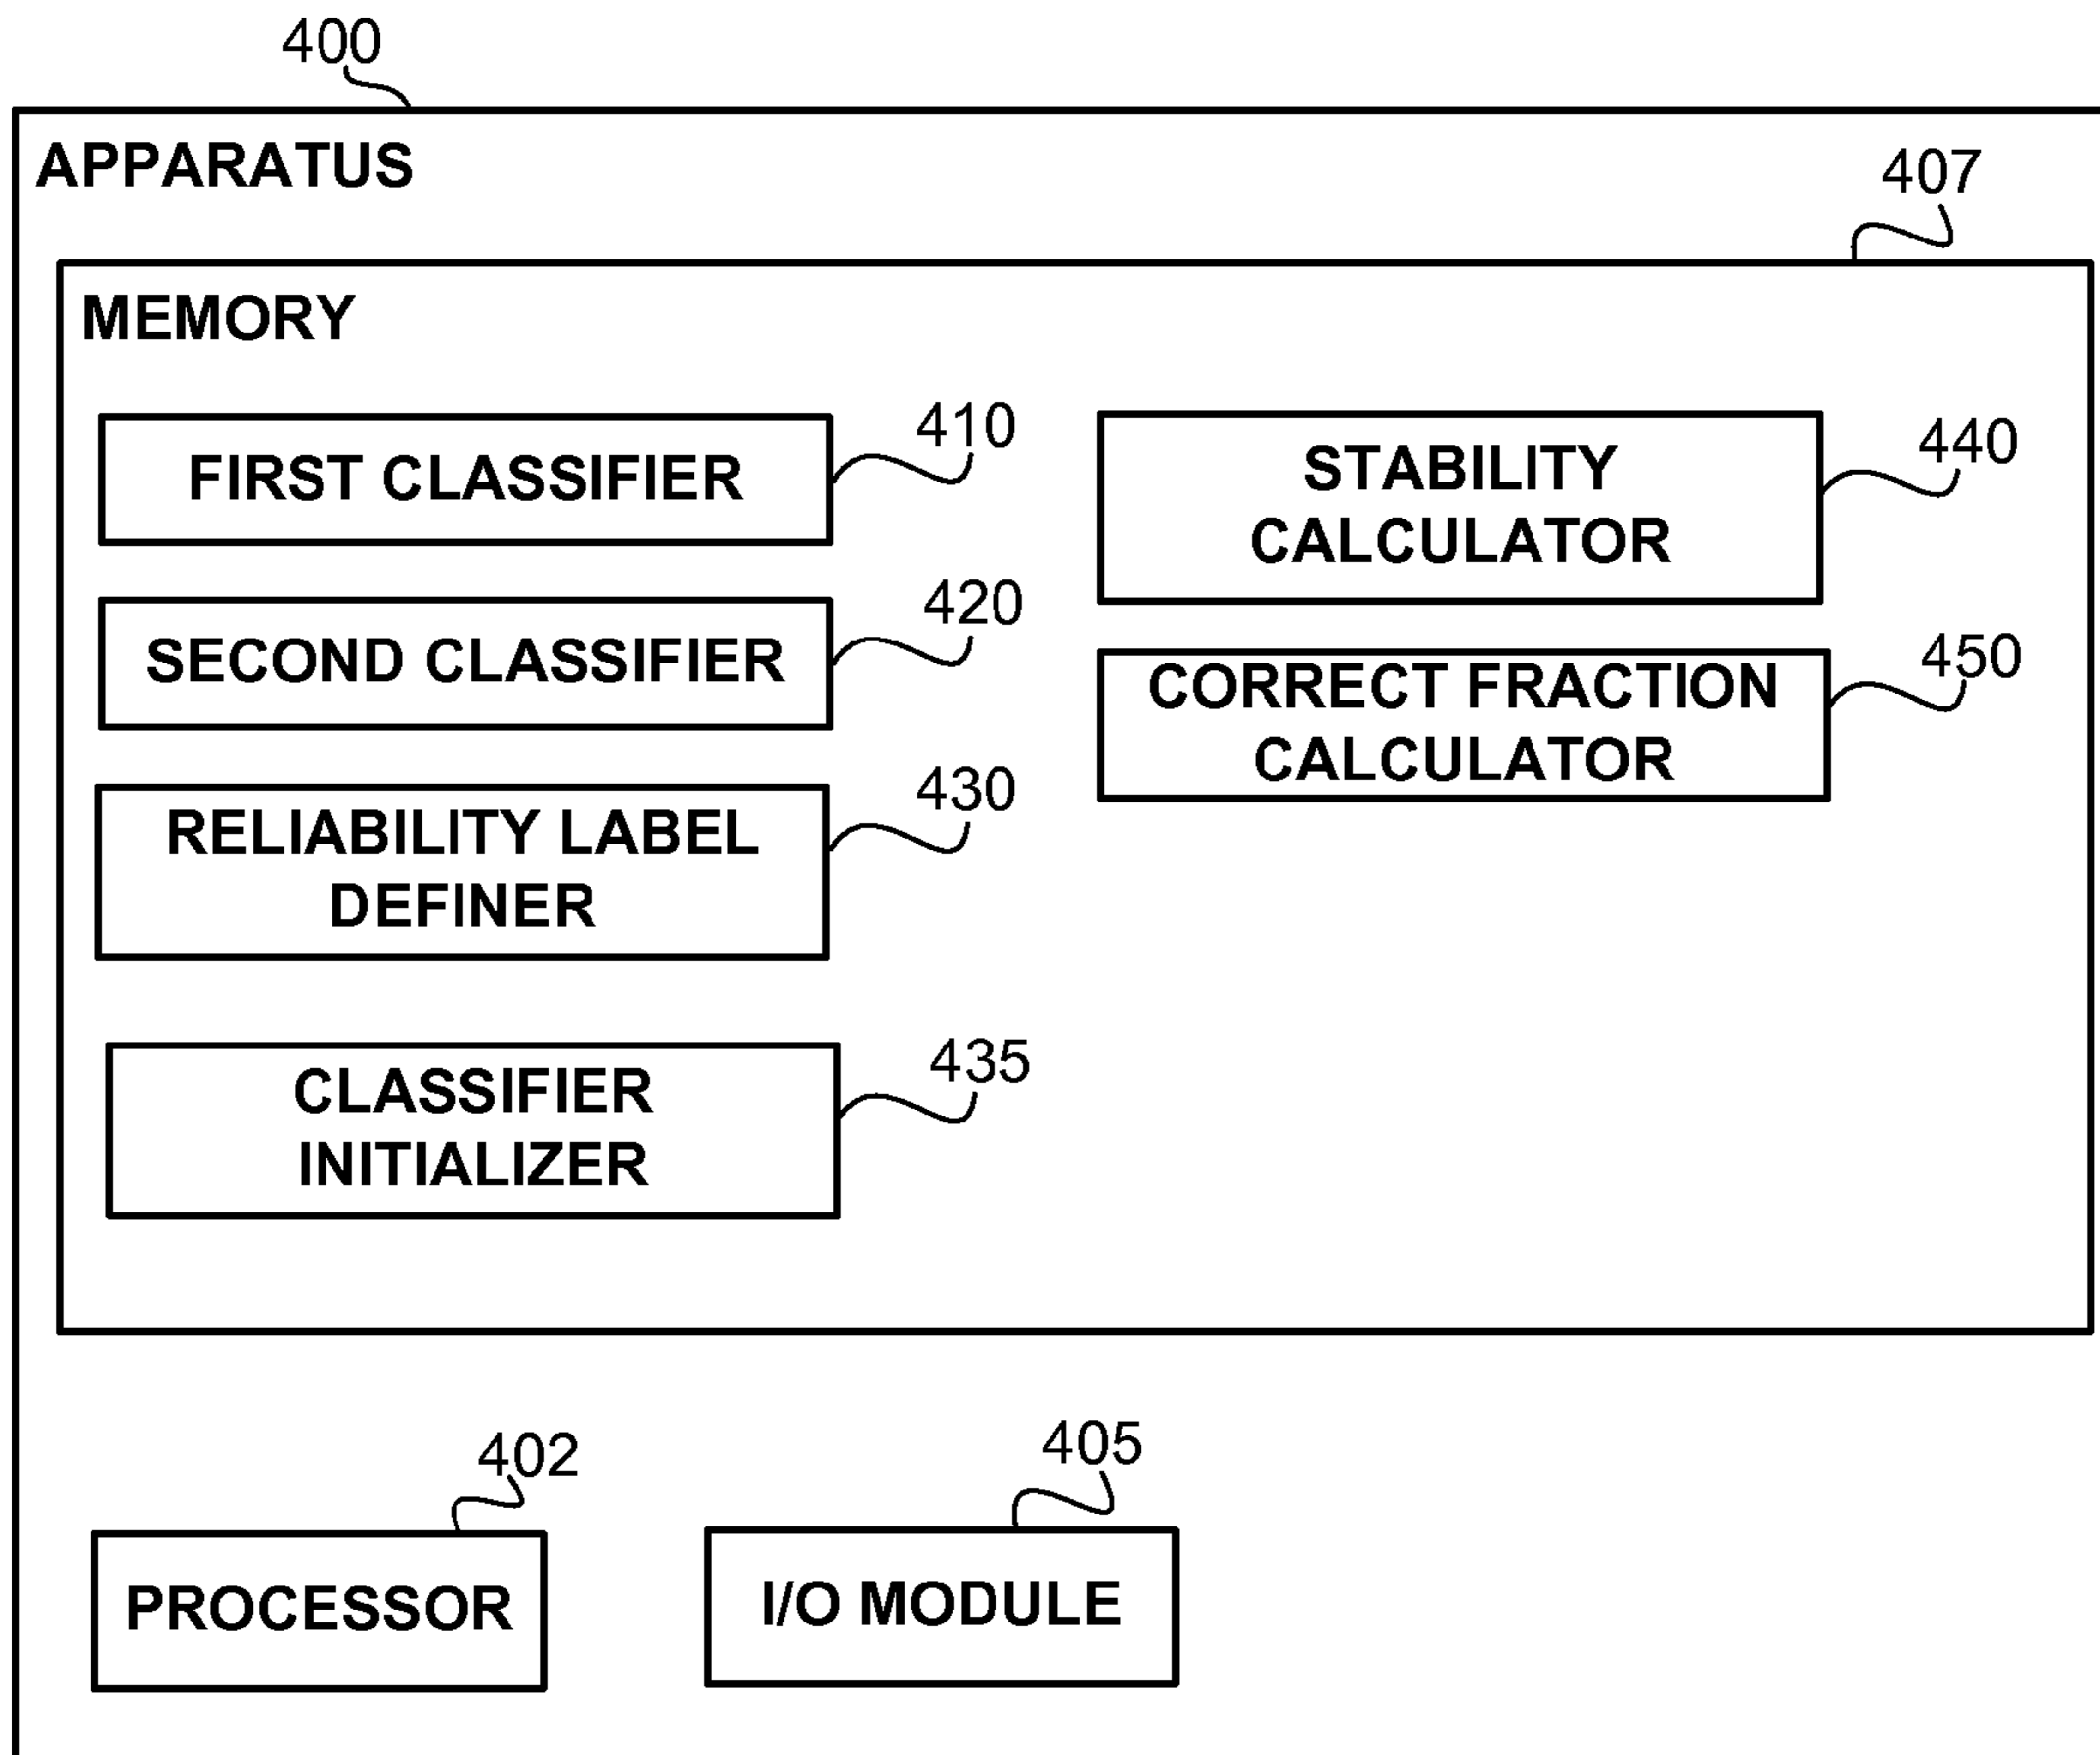 400
APPARATUS
407
MEMORY
FIRST CLASSIFIER
410
SECOND CLASSIFIER
420
RELIABILITY LABEL
DEFINER
430
CLASSIFIER
INITIALIZER
435
STABILITY
CALCULATOR
440
CORRECT FRACTION
CALCULATOR
450
402
PROCESSOR
405
I/O MODULE